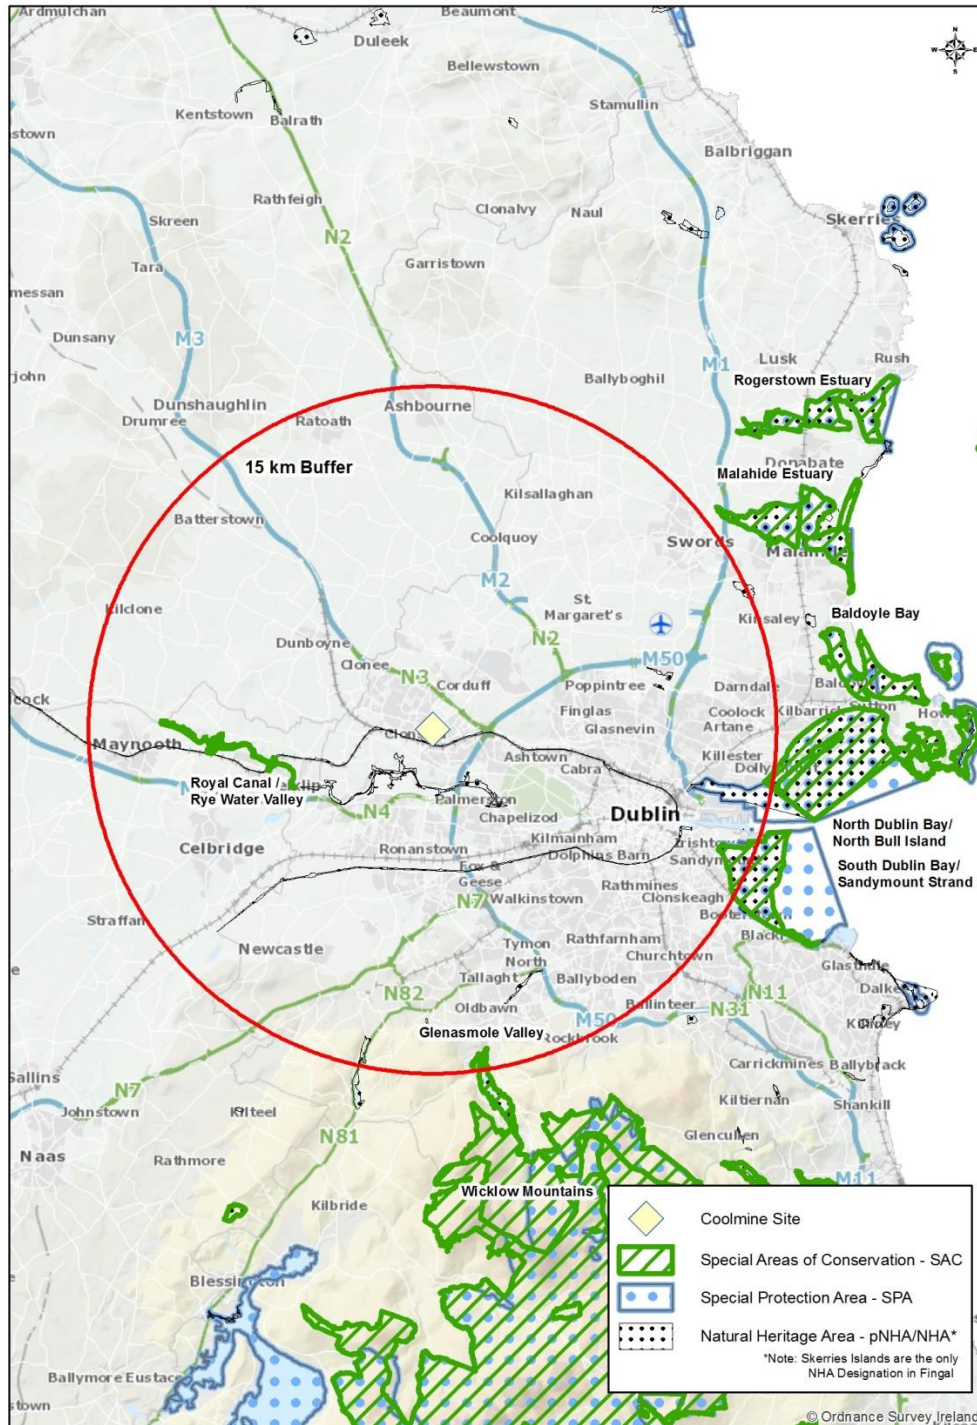 Ardmulchan
Beaumont
Duleek
Bellewstown
Stamullin
Kentstown
Balrath
Balbriggan
Rathfeigh
Clonalvy
Naul
Skreen
Skerries
N2
Garristown
Tara
Dunsany
M3
M1
Lusk
Rush
Ballyboghil
Rogerstown Estuary
Dunshaughlin
Ashbourne
Drumree
Ratoath
15 km Buffer
Donabate
Malahide Estuary
Kilsallaghan
Batterstown
Coolquoy
Swords
M2
Kilclone
St.
Margaret's
Kinsaley
Baldoyle Bay
Dunboyne
N2
Clonee
M50
N3
Corduff
Poppintree
Darndale
Finglas
Coolock
Glasnevin
Artane
Maynooth
Ashtown
Killester
Cabra
Royal Canal /
Rye Water Valley
N4
Palmerston
Chapelizod
Dublin
North Dublin Bay/
North Bull Island
Kilmainham
Celbridge
Ronanstown
Dolphins Barn
South Dublin Bay/
Sandymount Strand
Fox &
Geese
Rathmines
Clonskeagh
N7
Walkinstown
Straffan
Newcastle
Rathfarnham
Tymon
North
Churchtown
Tallaght
Ballyboden
N82
N11
Oldbawn
Ballinteer
N31
M50
Glenasmole Valley
Rockbrook
Carrickmines
Ballybrack
Sallins
N7
Johnstown
Kilteel
Kiltiernan
Shankill
N81
Glencullen
Naas
Rathmore
M11
Wicklow Mountains
Kilbride
Coolmine Site
Special Areas of Conservation - SAC
Blessington
Special Protection Area - SPA
Natural Heritage Area - pNHA/NHA*
*Note: Skerries Islands are the only
NHA Designation in Fingal
Ballymore Eustace
© Ordnance Survey Ireland